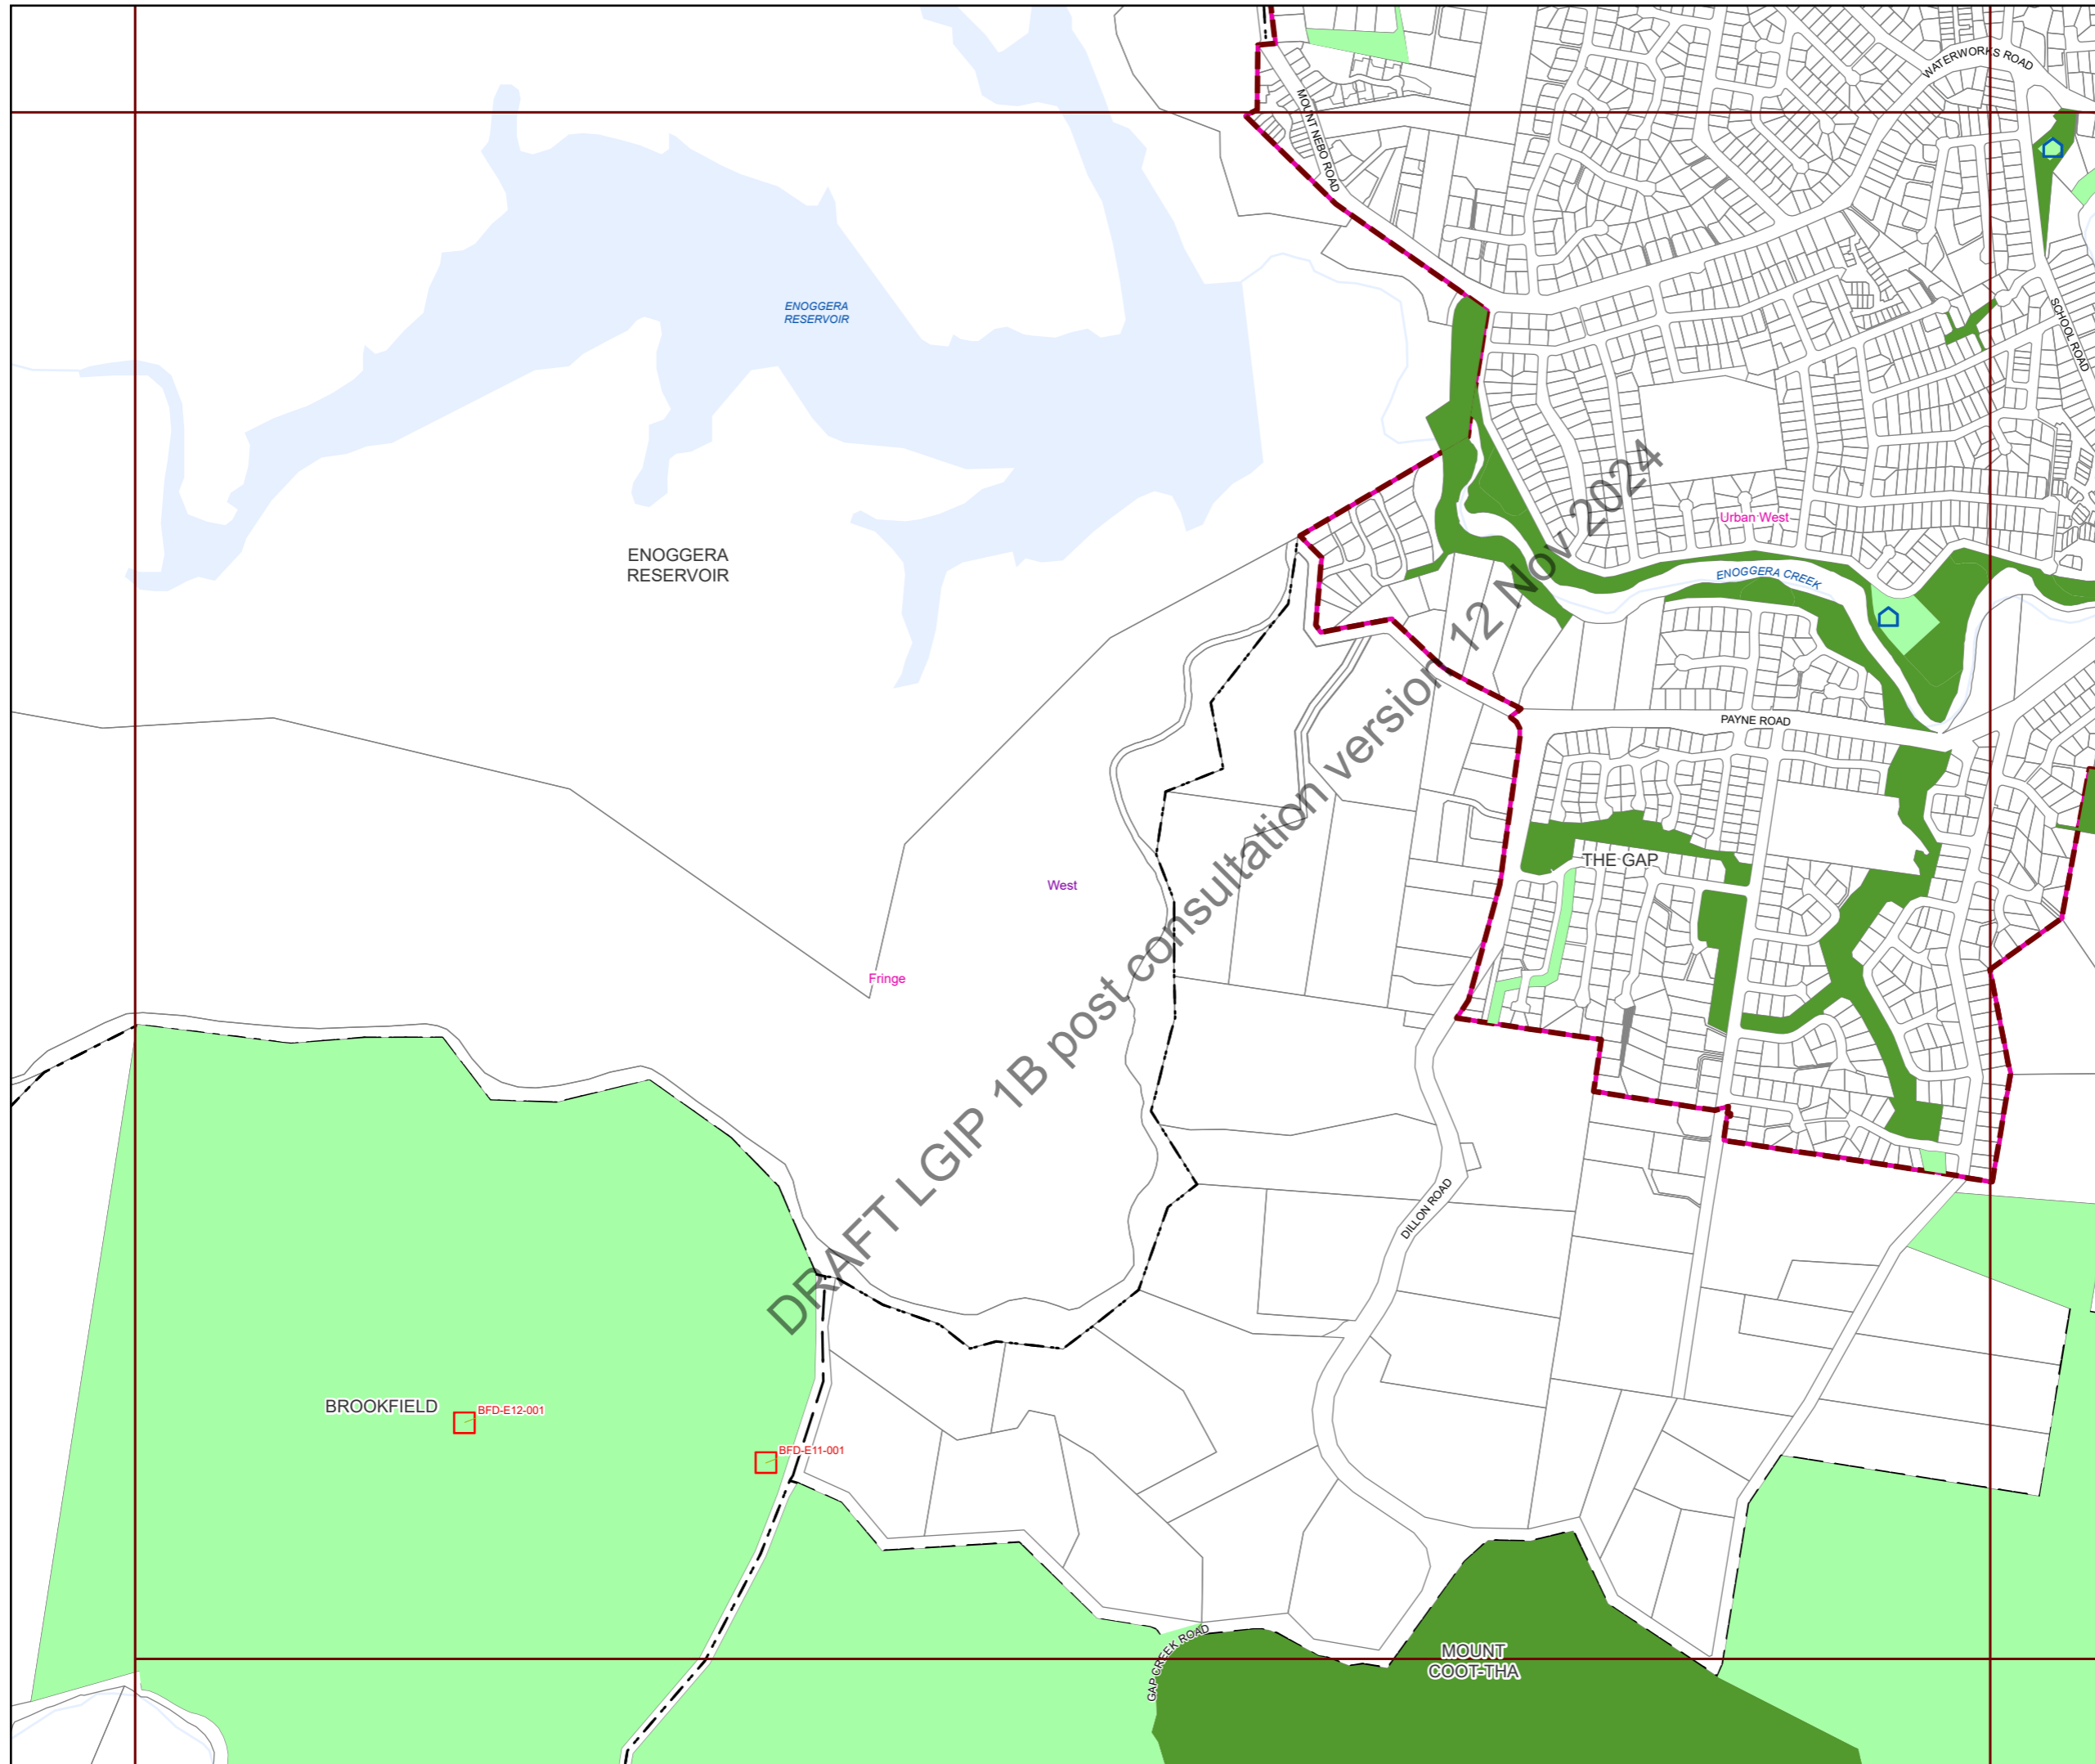 WATERWORKS ROAD
MOUNT NEBO ROAD
ENOGGERA
RESERVOIR
SCHOOL ROAD
Urban West
ENOGGERA
RESERVOIR
ENOGGERA CREEK
PAYNE ROAD
THE GAP
West
Fringe
DRAFT LGIP 1B post consultation version 12 Nov 2024
DILLON ROAD
BROOKFIELD
BFD-E12-001
BFD-E11-001
GAP CREEK ROAD
MOUNT
COOT-THA